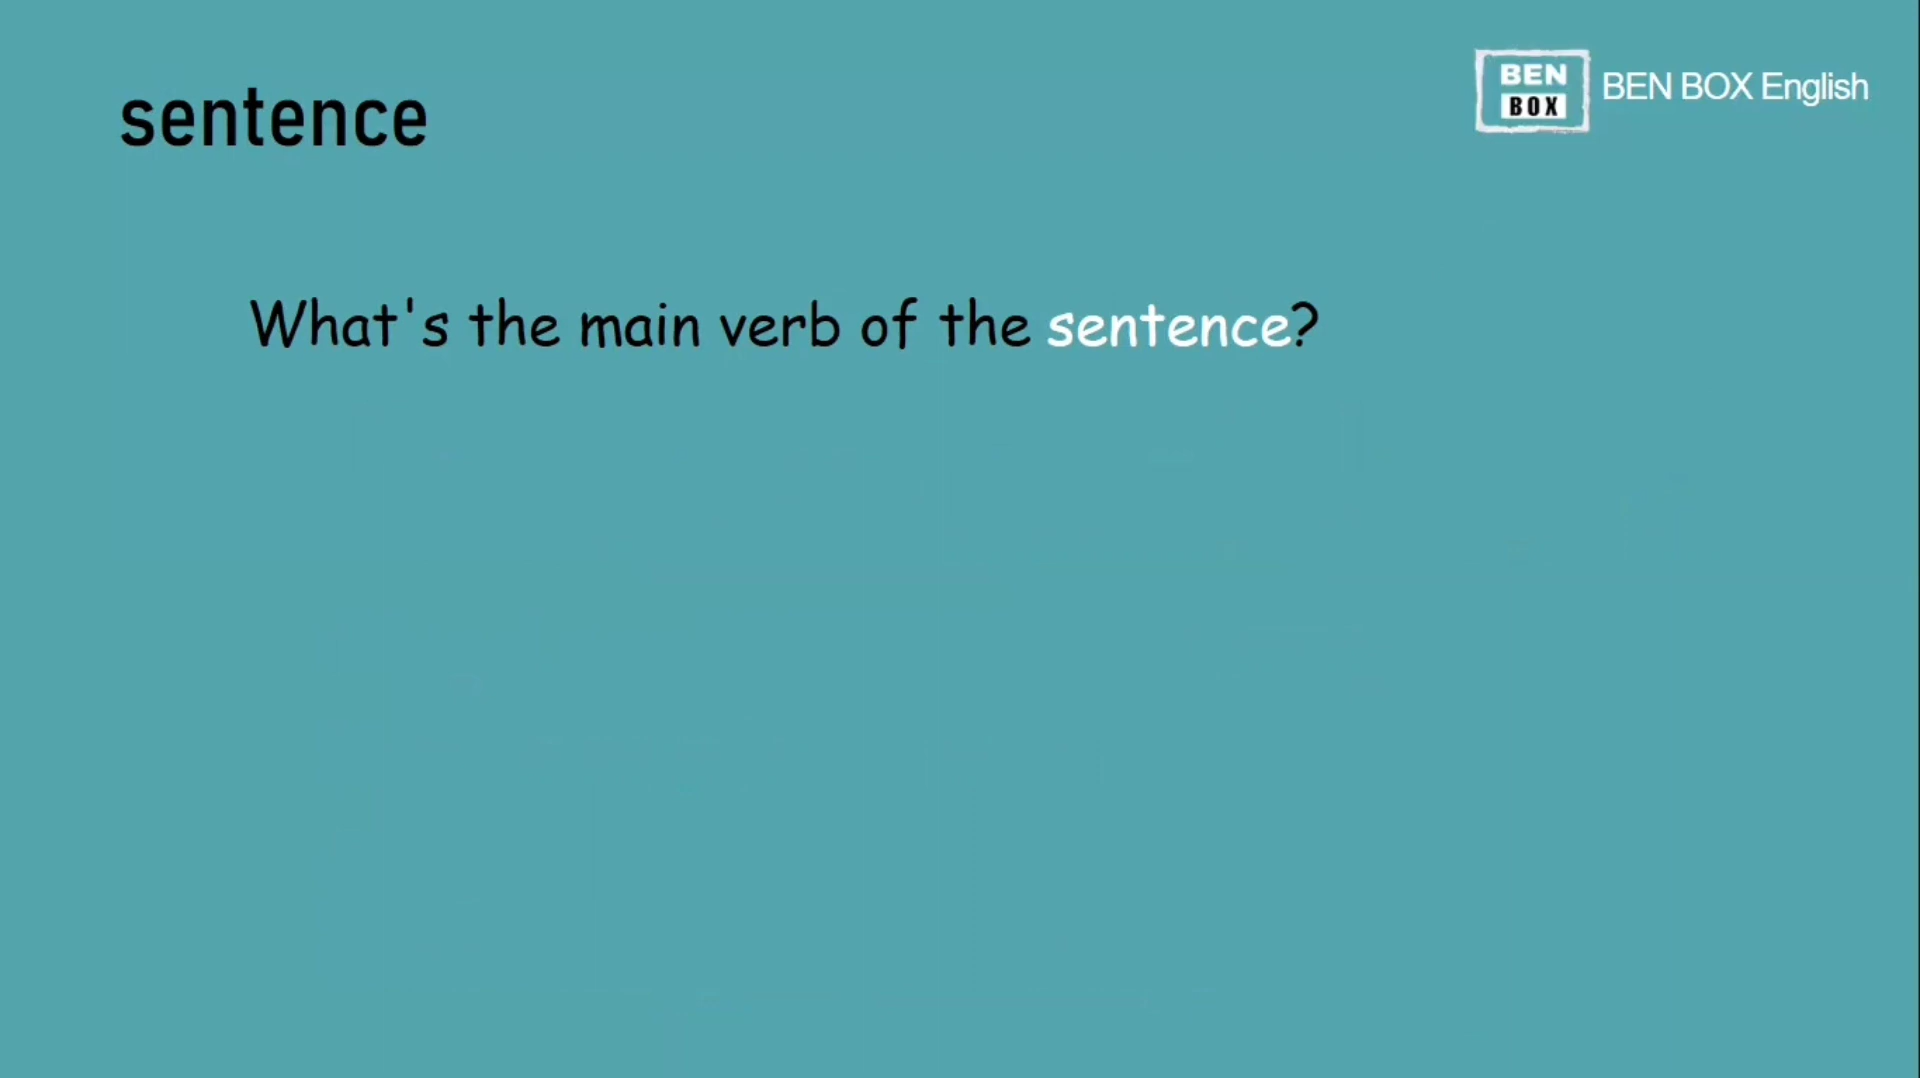 BEN
BOX
BEN BOX English
sentence
What's the main verb of the sentence?